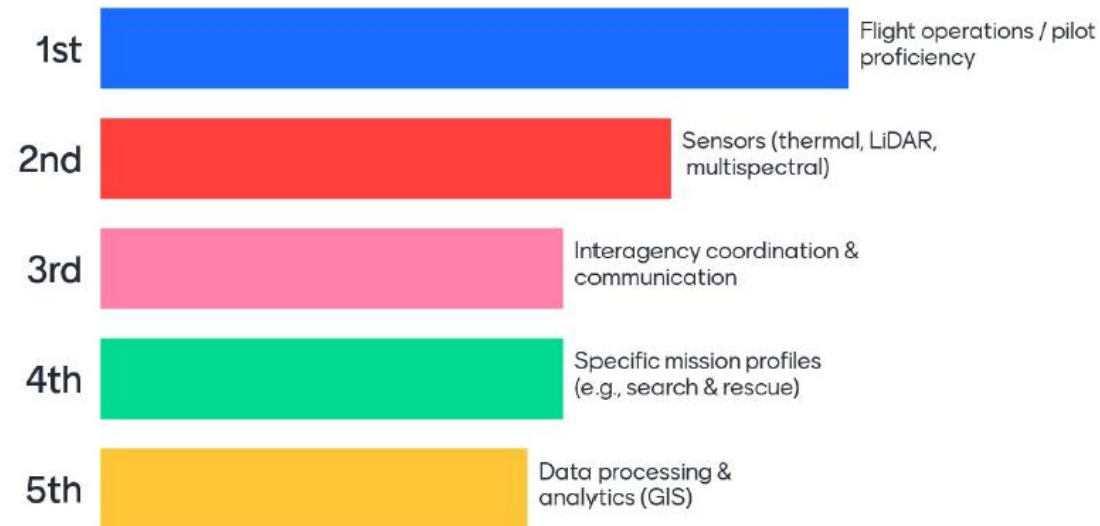 1st
Flight operations / pilot
proficiency
2nd
Sensors (thermal, LiDAR,
multispectral)
3rd
Interagency coordination &
communication
4th
Specific mission profiles
(e.g., search & rescue)
5th
Data processing &
analytics (GIS)